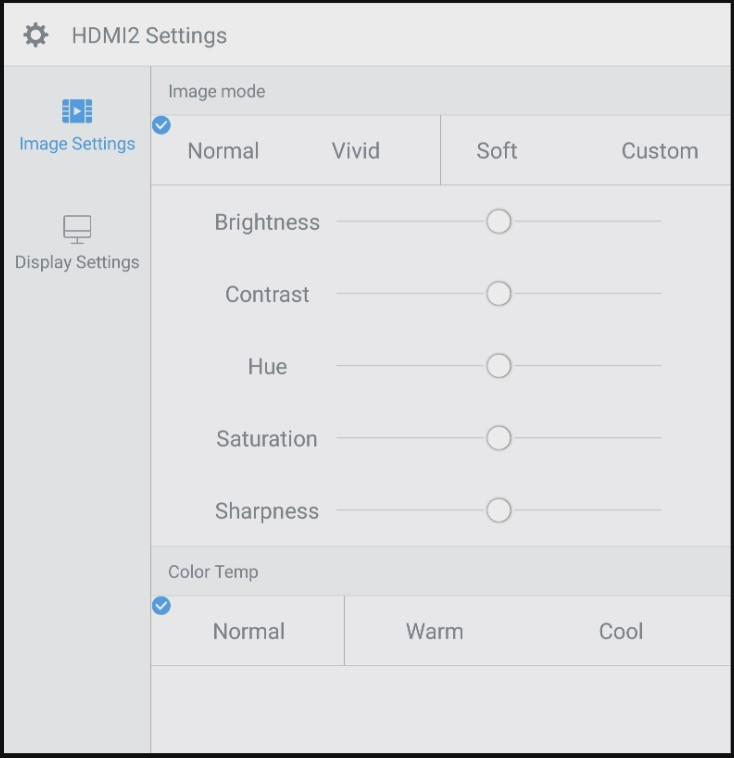 HDMI2 Settings
Image Settings
Display Settings
Image mode
Normal Vivid Soft Custom
Brightness
Contrast
Hue
Saturation
Sharpness
Color Temp
Normal Warm Cool